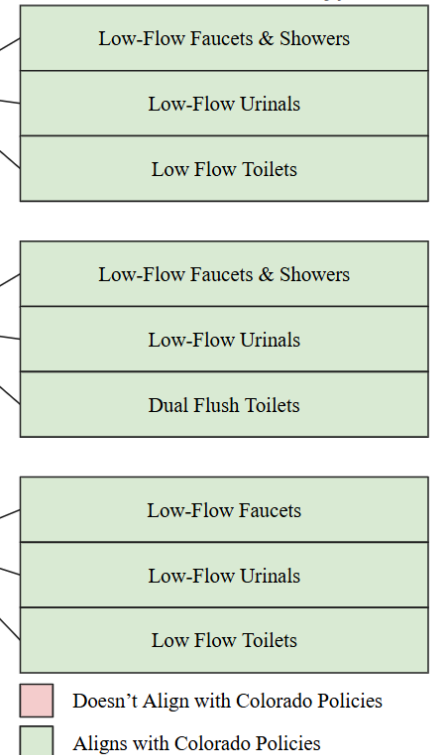 Low-Flow Faucets & Showers
Low-Flow Urinals
Low Flow Toilets
Low-Flow Faucets & Showers
Low-Flow Urinals
Dual Flush Toilets
Low-Flow Faucets
Low-Flow Urinals
Low Flow Toilets
Doesn't Align with Colorado Policies
Aligns with Colorado Policies